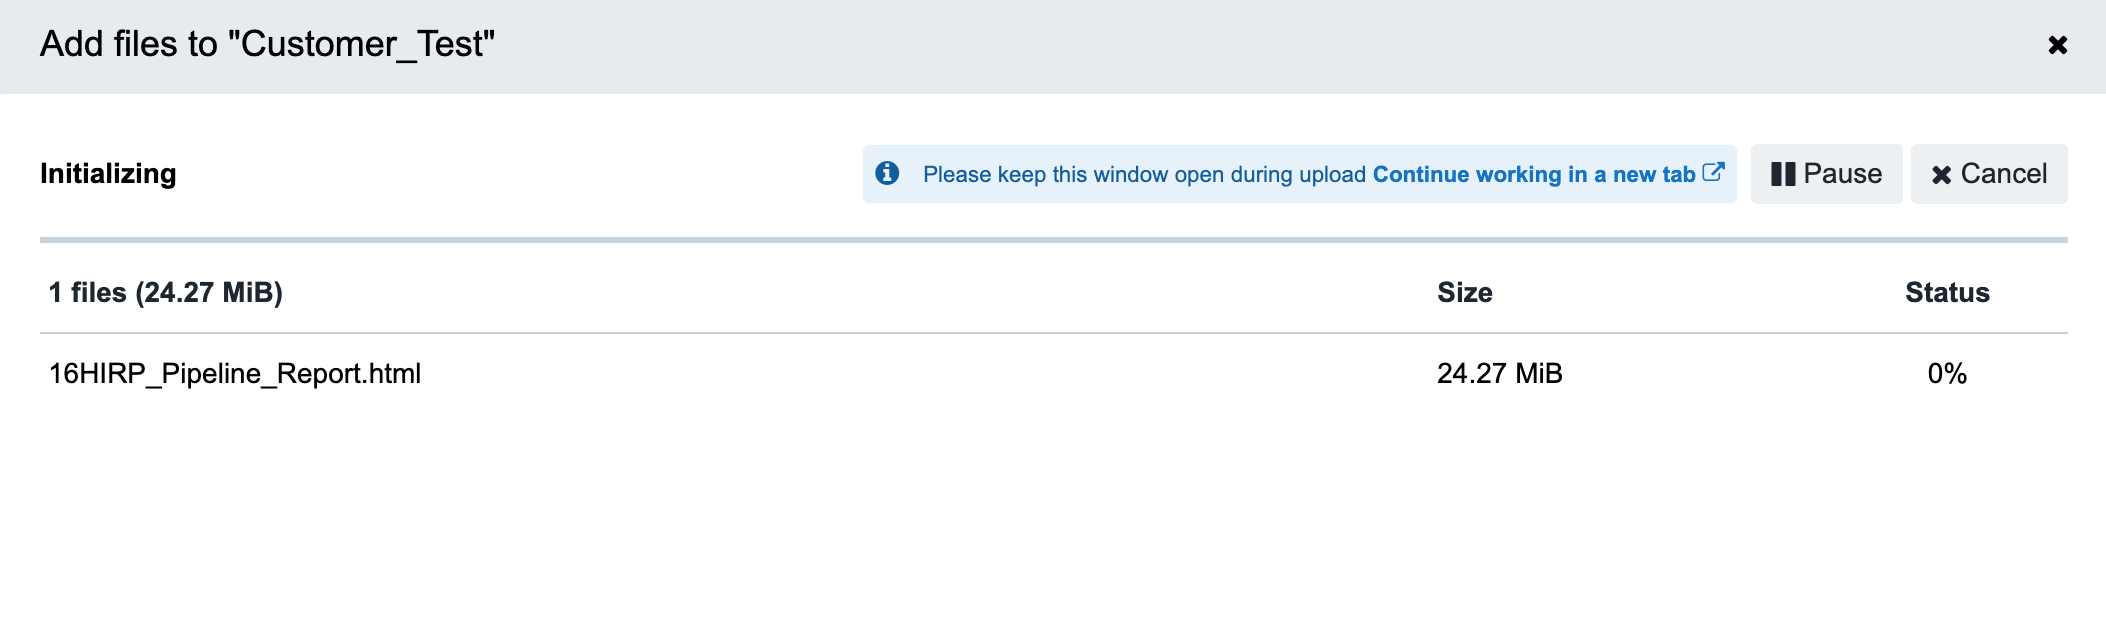 Add files to "Customer_Test"
Initializing
Please keep this window open during upload Continue working in a new tab
Pause
Cancel
1 files (24.27 MiB) Size Status
16HIRP_Pipeline_Report.html 24.27 MiB 0%